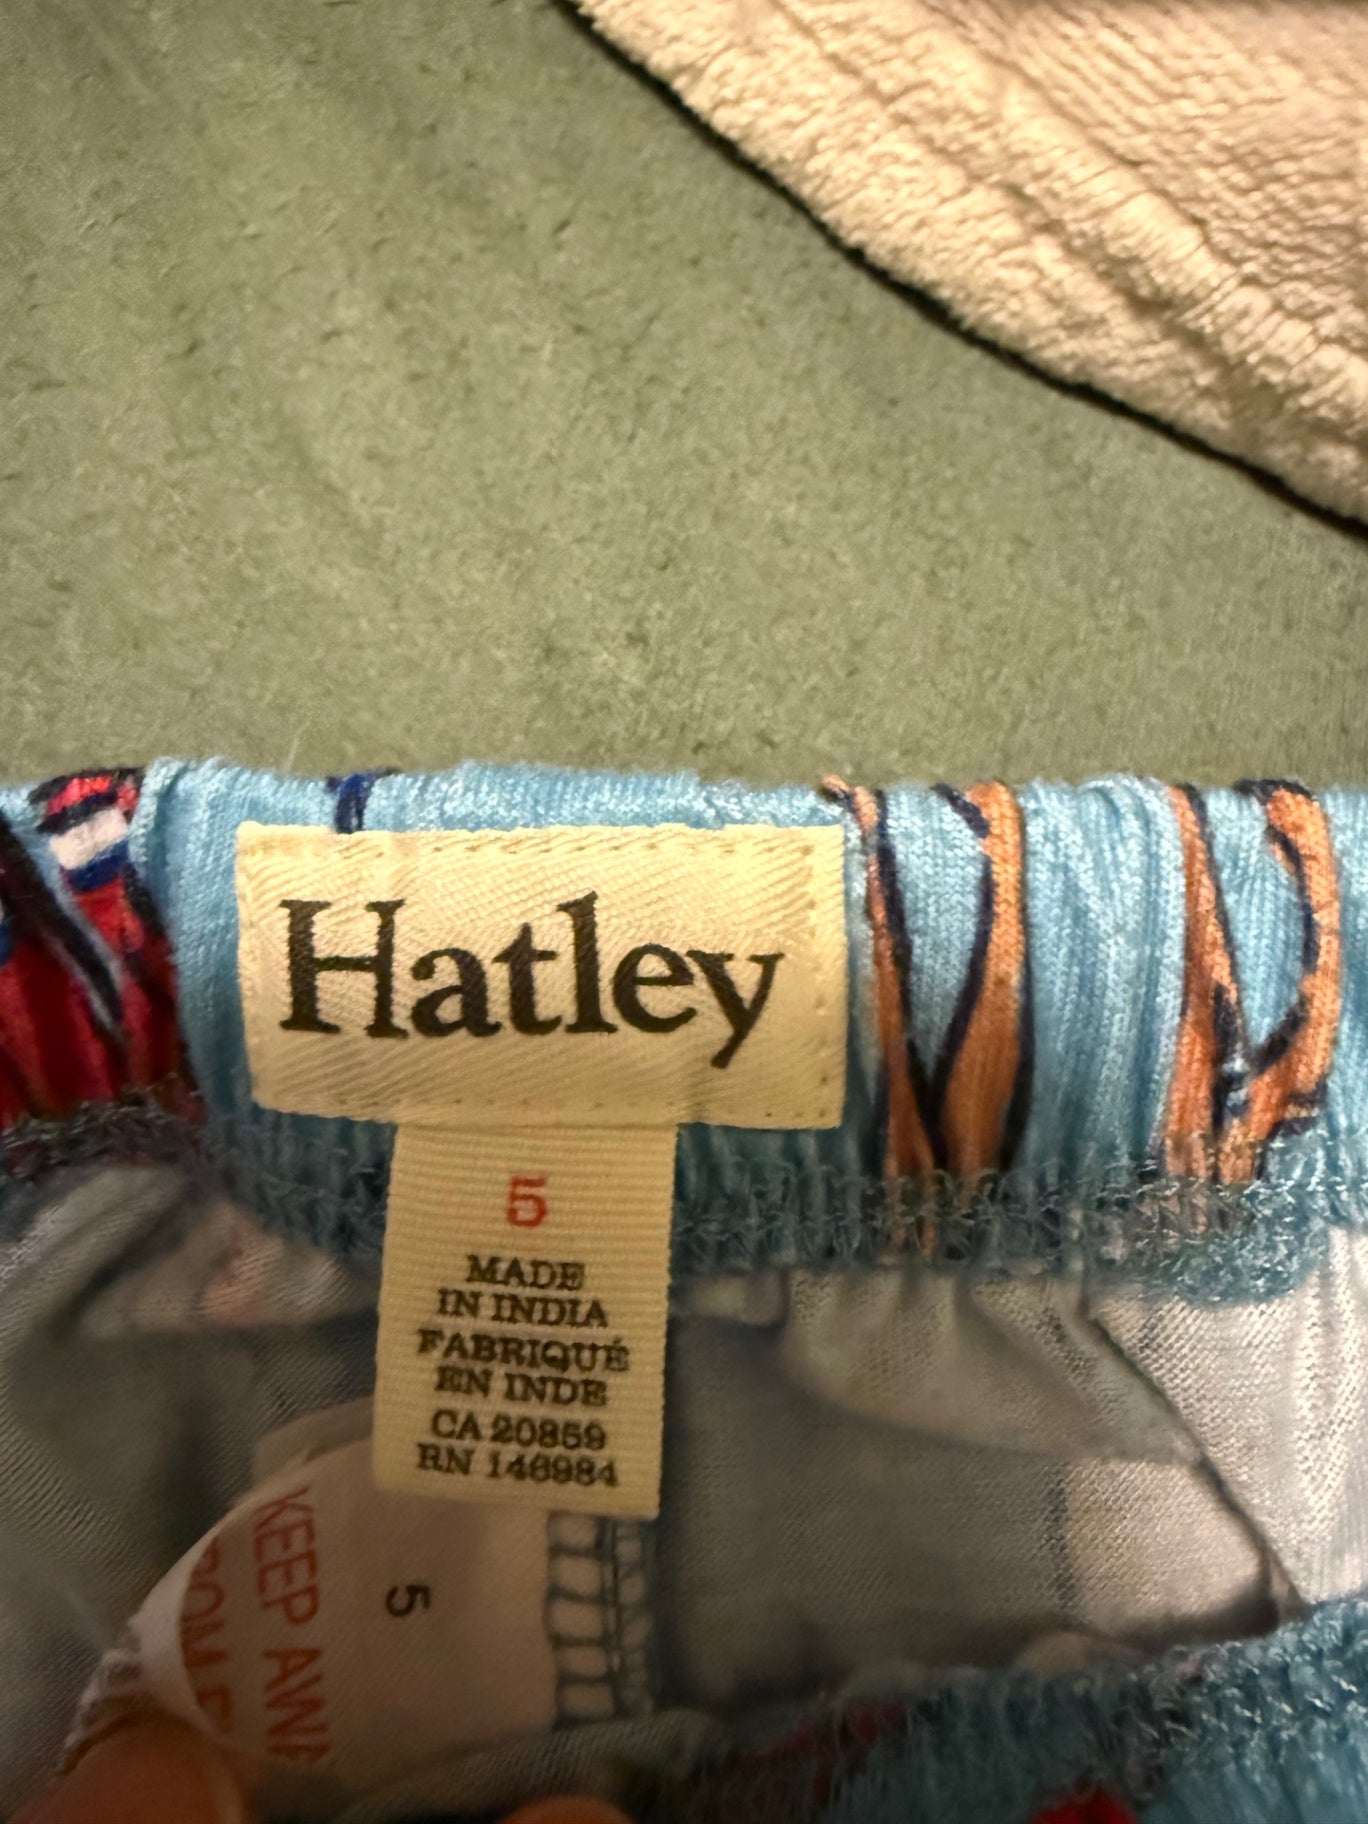 Hatley
5
MADE
IN INDIA
FABRIQUÉ
EN INDE
CA 20859
RN 146984
5
KEEP AWA